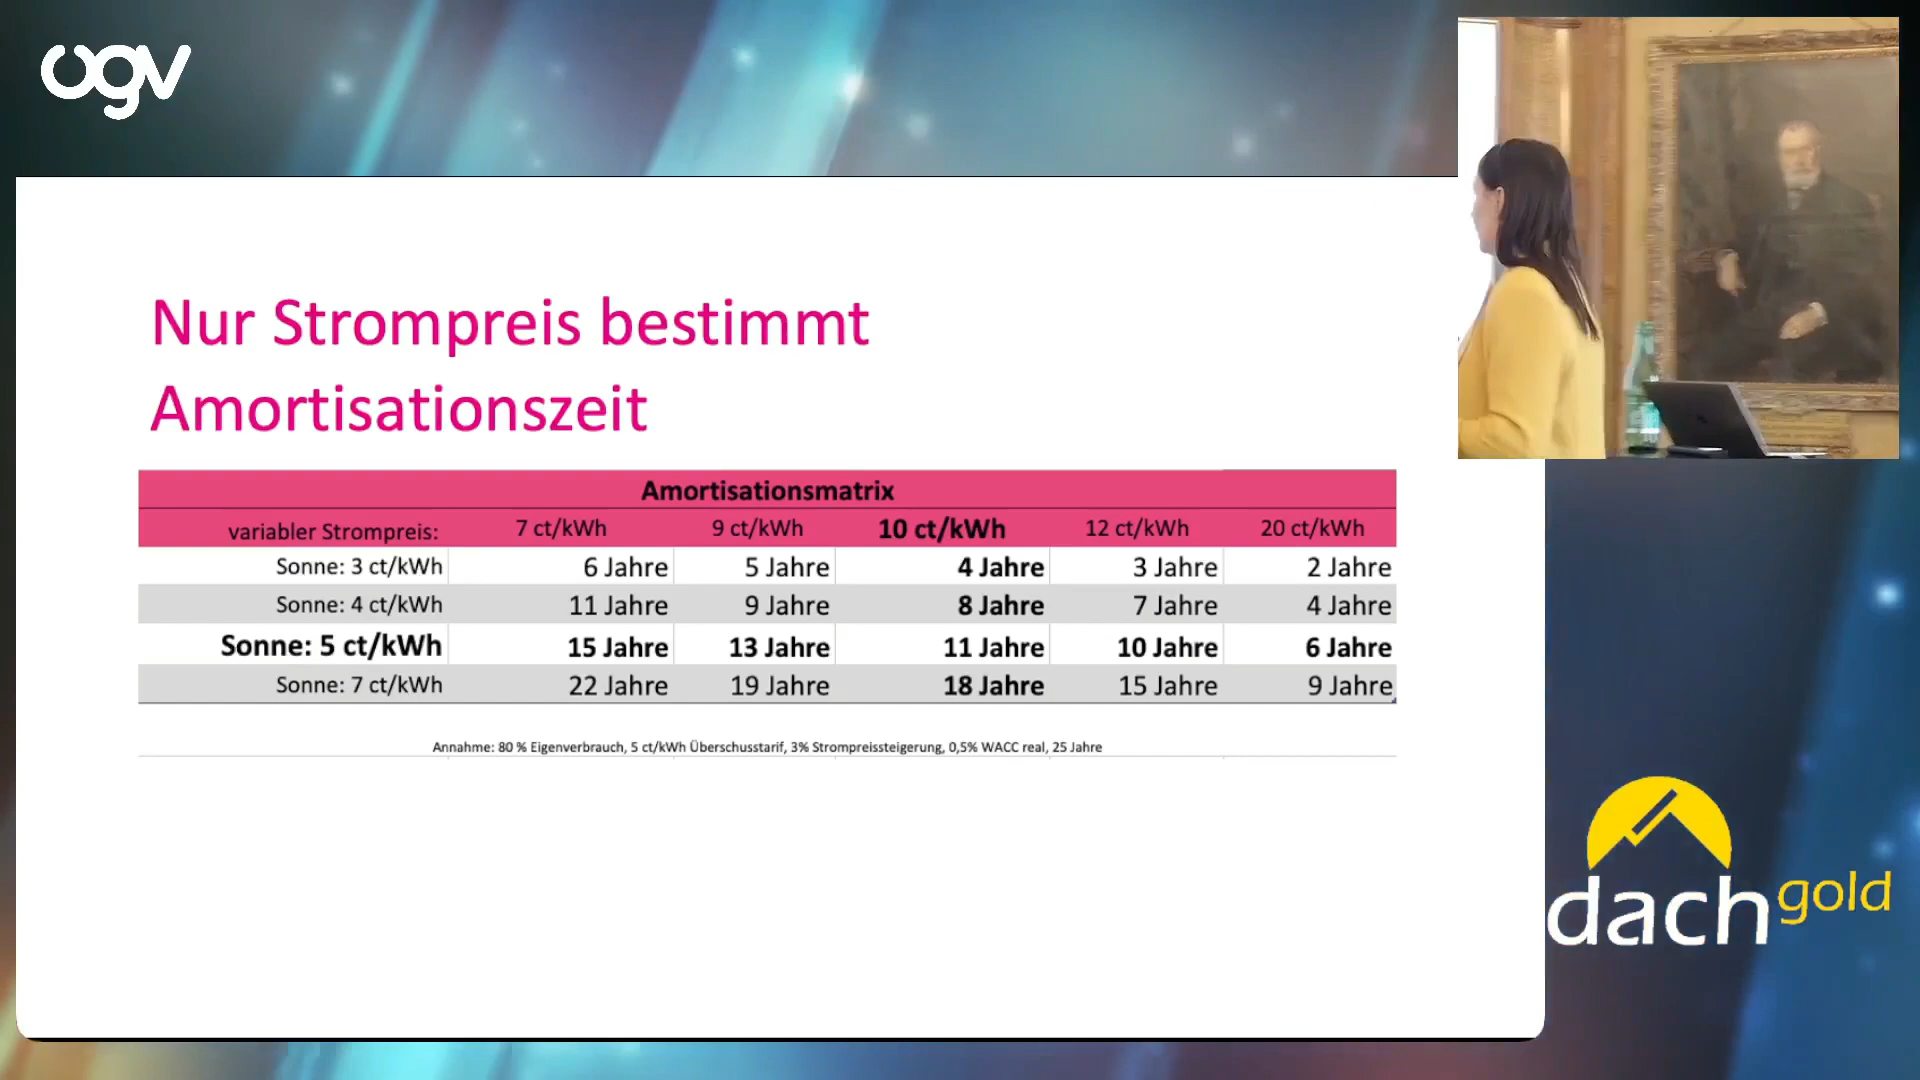 ogv
Nur Strompreis bestimmt
Amortisationszeit
Amortisationsmatrix
variabler Strompreis: 7 ct/kWh 9 ct/kWh 10 ct/kWh 12 ct/kWh 20 ct/kWh
Sonne: 3 ct/kWh 6 Jahre 5 Jahre 4 Jahre 3 Jahre 2 Jahre
Sonne: 4 ct/kWh 11 Jahre 9 Jahre 8 Jahre 7 Jahre 4 Jahre
Sonne: 5 ct/kWh 15 Jahre 13 Jahre 11 Jahre 10 Jahre 6 Jahre
Sonne: 7 ct/kWh 22 Jahre 19 Jahre 18 Jahre 15 Jahre 9 Jahre
Annahme: 80 % Eigenverbrauch, 5 ct/kWh Überschusstarif, 3% Strompreissteigerung, 0,5% WACC real, 25 Jahre
dachgold